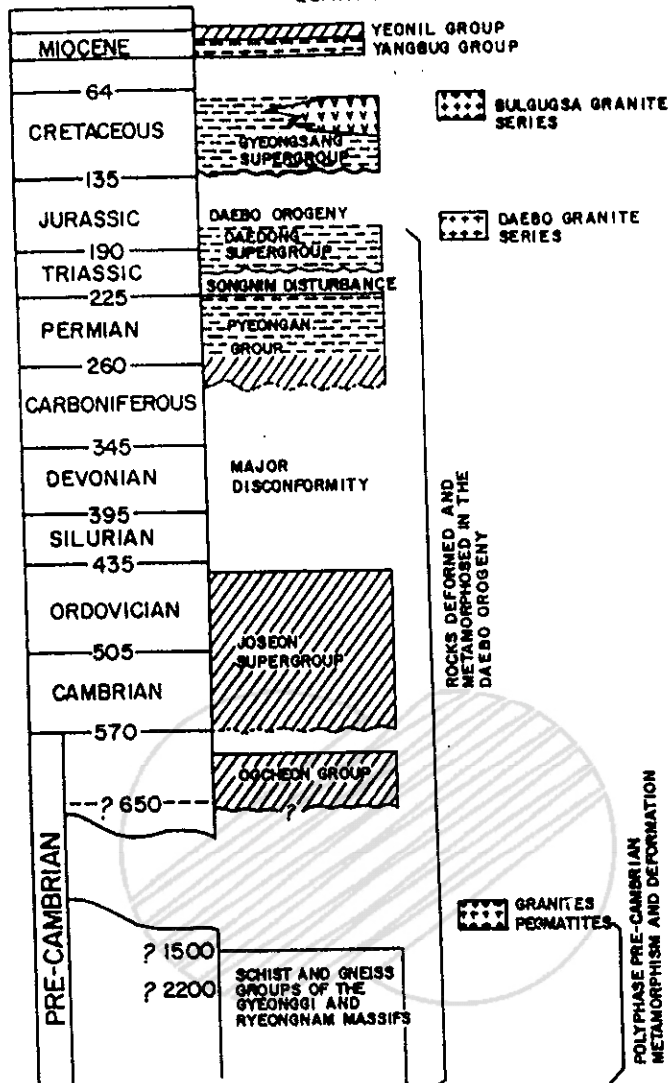 YEONIL GROUP
MIOCENE
YANGBUG GROUP
64
CRETACEOUS
GYEONGSANG
SUPERGROUP
BULGUGSA GRANITE
SERIES
135
JURASSIC
DAEBO OROGENY
DAEBO GRANITE
SERIES
190
DAEDONG
SUPERGROUP
TRIASSIC
SONGNIM DISTURBANCE
225
PERMIAN
PYEONGAN
GROUP
260
CARBONIFEROUS
345
DEVONIAN
MAJOR
DISCONFORMITY
395
SILURIAN
435
ORDOVICIAN
JOSEON
SUPERGROUP
505
CAMBRIAN
570
OGCHEON GROUP
? 650
?
PRE-CAMBRIAN
GRANITES
PEGMATITES
? 1500
? 2200
SCHIST AND GNEISS
GROUPS OF THE
GYEONGGI AND
RYEONGNAM MASSIFS
ROCKS DEFORMED AND
METAMORPHOSED IN THE
DAEBO OROGENY
POLYPHASE PRE-CAMBRIAN
METAMORPHISM AND DEFORMATION